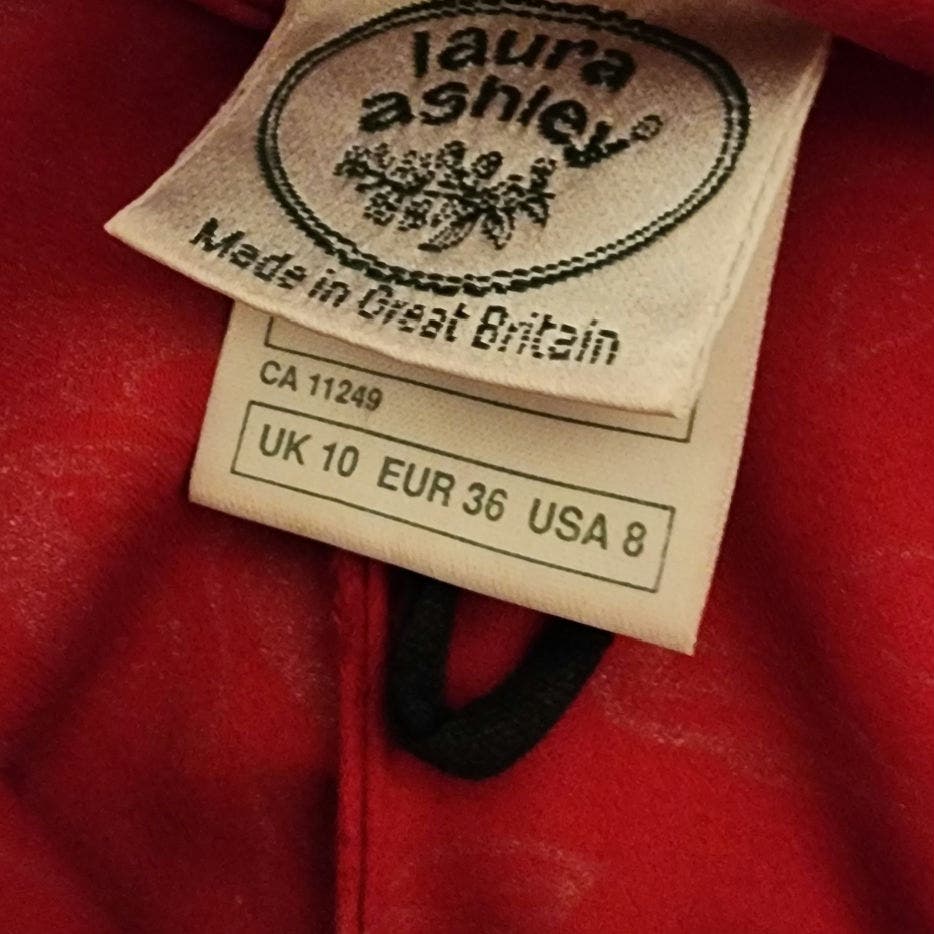 laura
ashley
Made in Great Britain
CA 11249
UK 10 EUR 36 USA 8